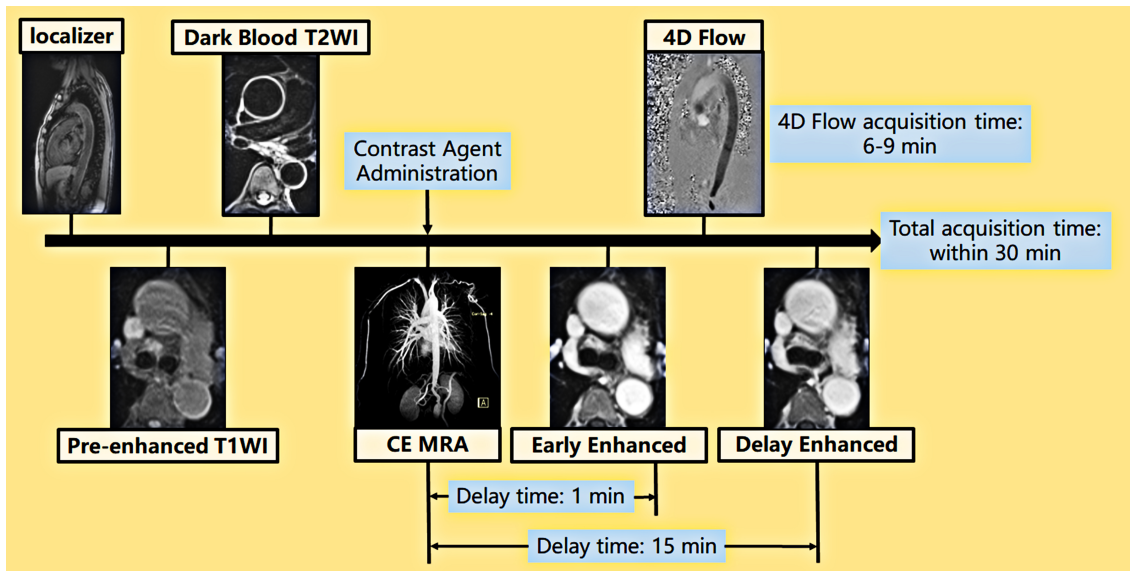 localizer
Dark Blood T2WI
4D Flow
4D Flow acquisition time:
6-9 min
Contrast Agent
Administration
Total acquisition time:
within 30 min
A
Pre-enhanced T1WI
CE MRA
Early Enhanced
Delay Enhanced
Delay time: 1 min
Delay time: 15 min